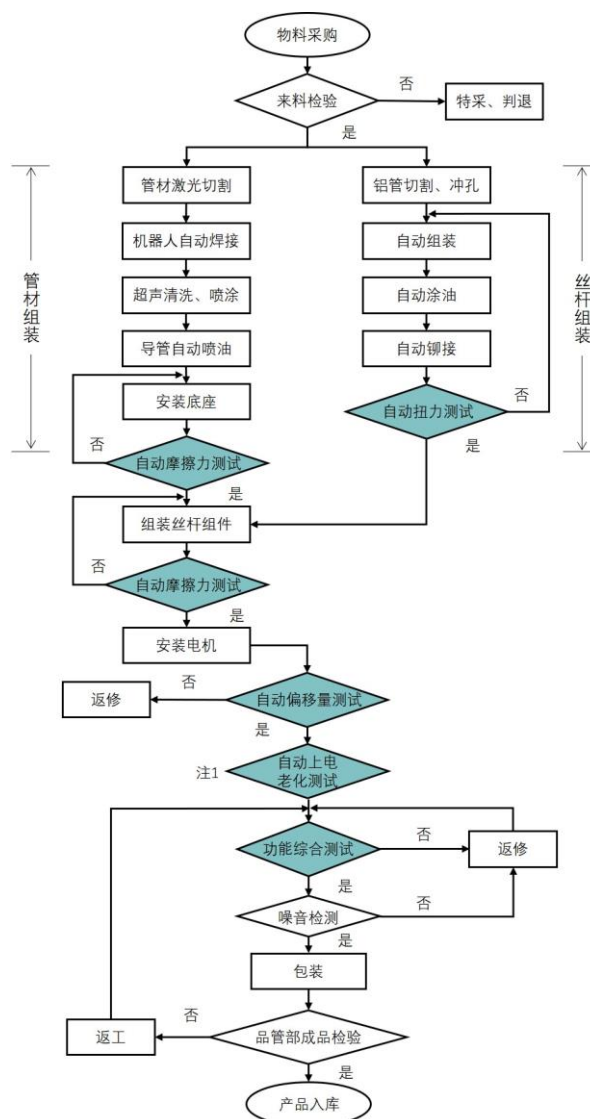 物料采购
来料检验
否
特采、判退
是
管材组装
管材激光切割
铝管切割、冲孔
丝杆组装
机器人自动焊接
自动组装
超声清洗、喷涂
自动涂油
导管自动喷油
自动铆接
安装底座
自动扭力测试
否
否
自动摩擦力测试
是
是
组装丝杆组件
否
自动摩擦力测试
是
安装电机
返修
否
自动偏移量测试
是
注1
自动上电
老化测试
功能综合测试
否
返修
是
噪音检测
否
是
包装
返工
否
品管部成品检验
是
产品入库